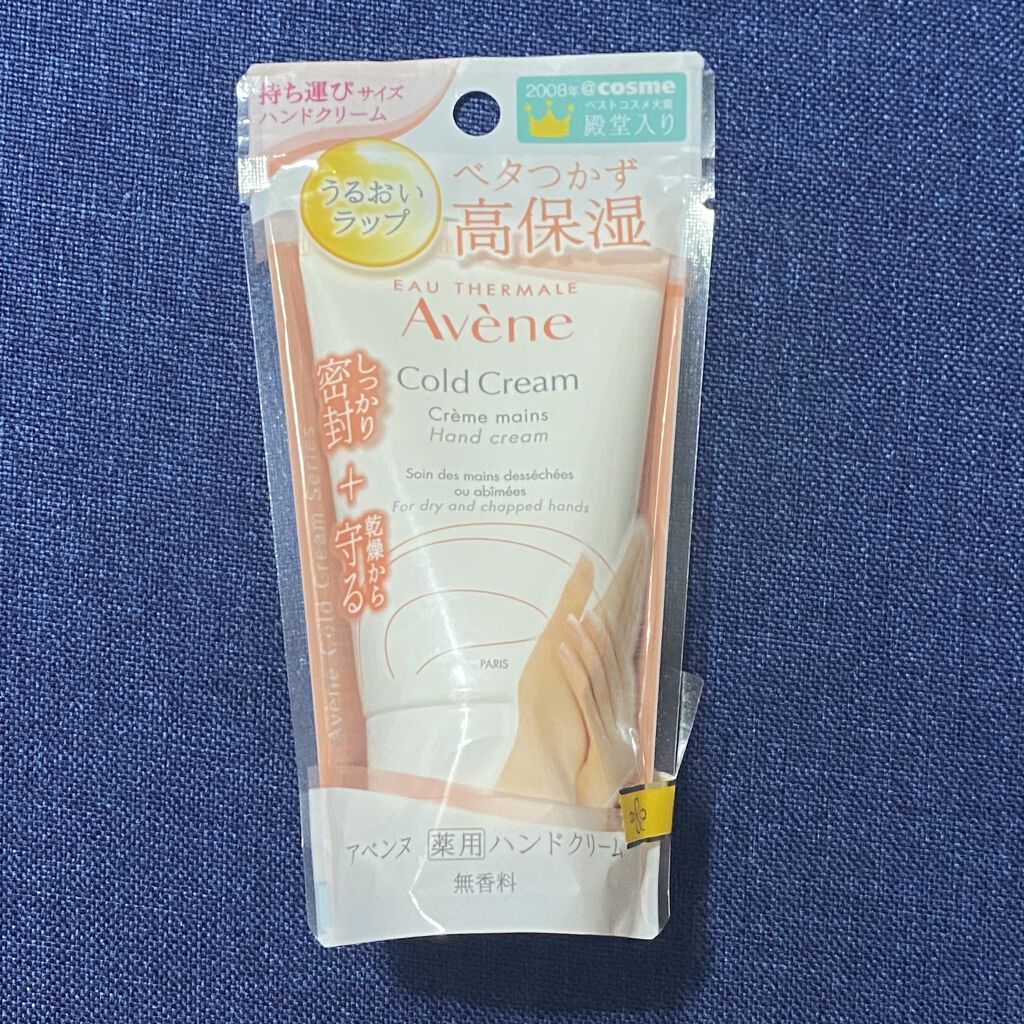 持ち運びサイズ
ハンドクリーム
2008年@cosme
ベストコスメ大賞
殿堂入り
うるおい
ラップ
ベタつかず
高保湿
EAU THERMALE
Avène
Cold Cream
Crème mains
Hand cream
Soin des mains desséchées
ou abîmées
For dry and chapped hands
しっかり
密封
+
乾燥から
守る
Avène Cold Cream Series
PARIS
アベンヌ 薬用 ハンドクリーム
無香料